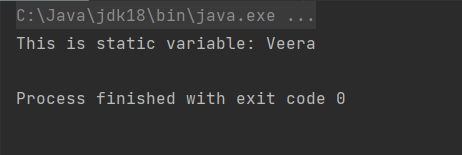 C:\Java\jdk18\bin\java.exe ...
This is static variable: Veera
Process finished with exit code 0